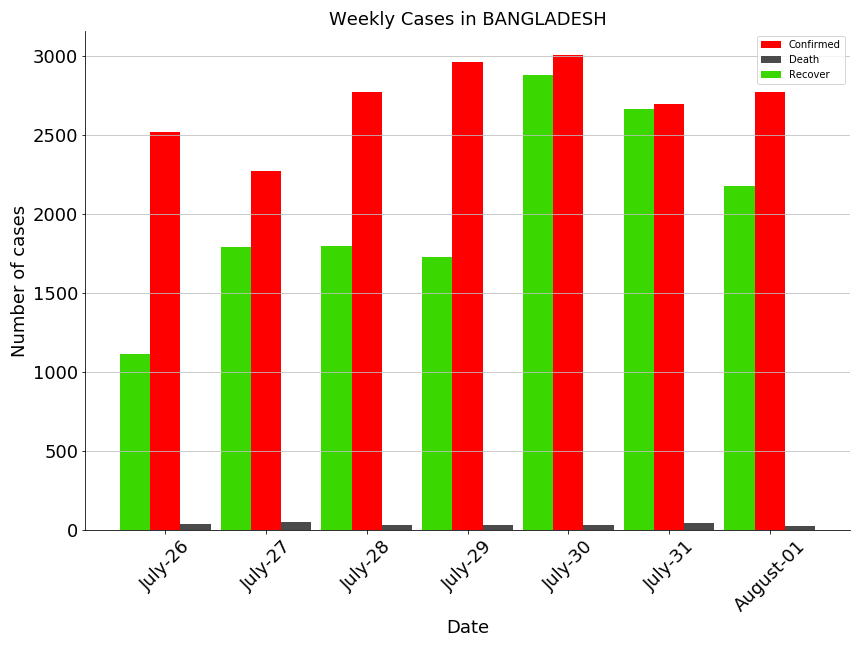 Weekly Cases in BANGLADESH
Confirmed
Death
Recover
3000
2500
2000
1500
1000
500
0
Number of cases
July-26
July-27
July-28
July-29
July-30
July-31
August-01
Date